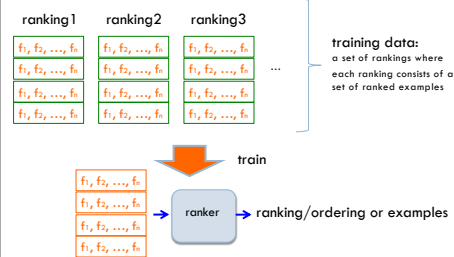 ranking1 ranking2 ranking3
f₁, f₂, …, fₙ f₁, f₂, …, fₙ f₁, f₂, …, fₙ
f₁, f₂, …, fₙ f₁, f₂, …, fₙ f₁, f₂, …, fₙ
f₁, f₂, …, fₙ f₁, f₂, …, fₙ f₁, f₂, …, fₙ
f₁, f₂, …, fₙ f₁, f₂, …, fₙ f₁, f₂, …, fₙ
…
training data:
a set of rankings where
each ranking consists of a
set of ranked examples
train
f₁, f₂, …, fₙ
f₁, f₂, …, fₙ
f₁, f₂, …, fₙ
f₁, f₂, …, fₙ
ranker
ranking/ordering or examples